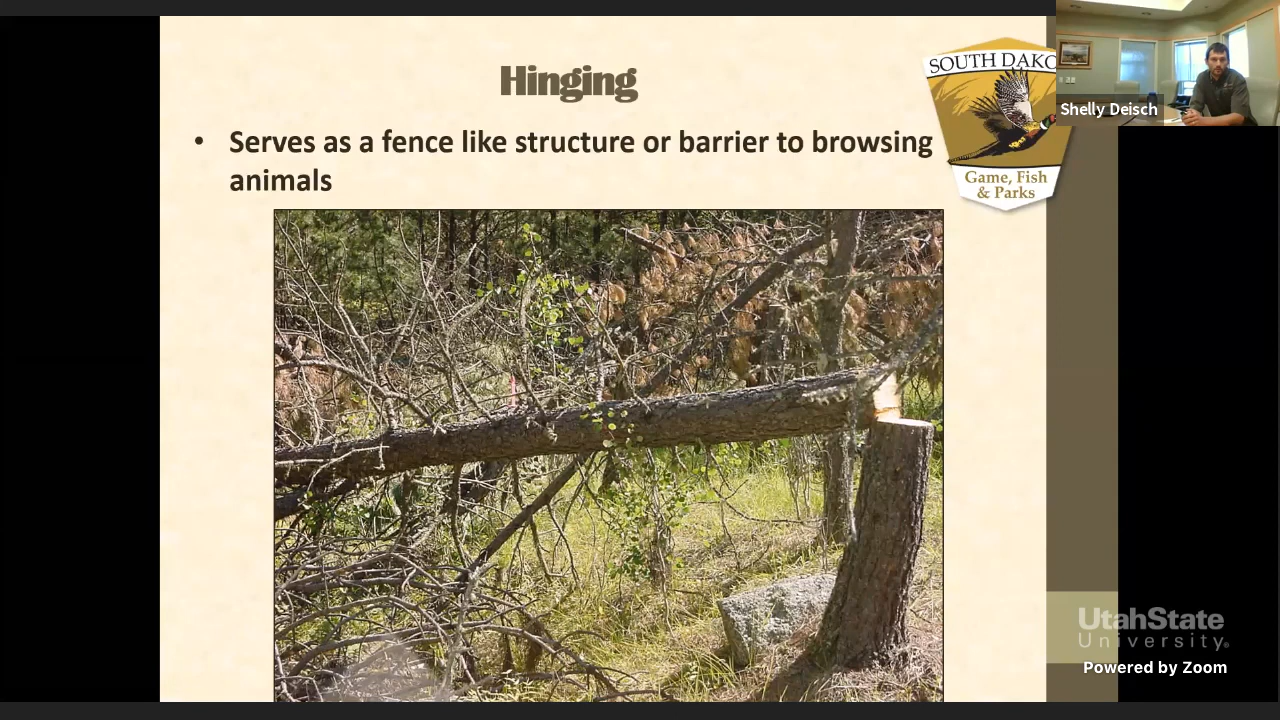 Hinging
SOUTH DAKO
Shelly Deisch
• Serves as a fence like structure or barrier to browsing
animals
Game, Fish
& Parks
UtahState
University
Powered by Zoom